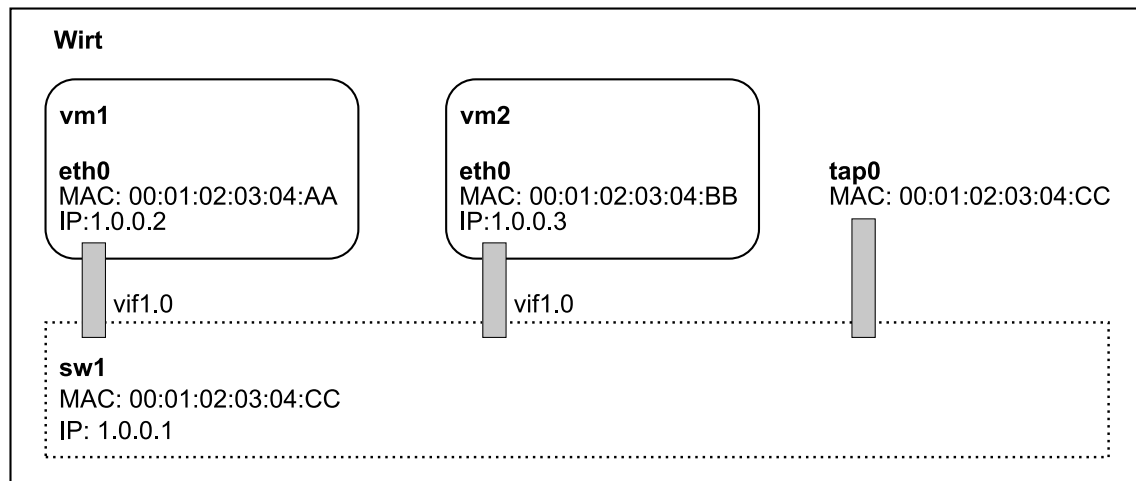 Wirt
vm1
eth0
MAC: 00:01:02:03:04:AA
IP:1.0.0.2
vm2
eth0
MAC: 00:01:02:03:04:BB
IP:1.0.0.3
tap0
MAC: 00:01:02:03:04:CC
vif1.0
vif1.0
sw1
MAC: 00:01:02:03:04:CC
IP: 1.0.0.1